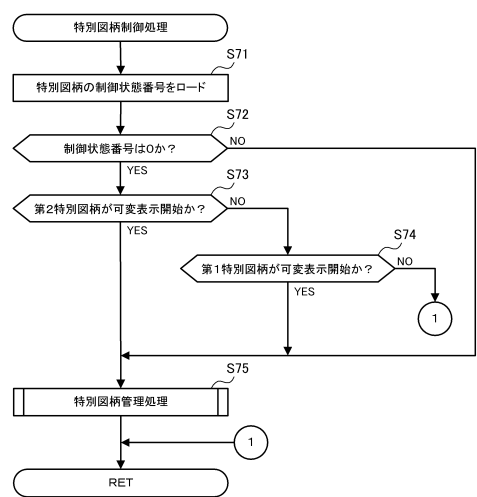 特別図柄制御処理
S71
特別図柄の制御状態番号をロード
S72
制御状態番号は0か？
NO
YES
S73
第2特別図柄が可変表示開始か？
NO
YES
S74
第1特別図柄が可変表示開始か？
NO
YES
1
S75
特別図柄管理処理
1
RET